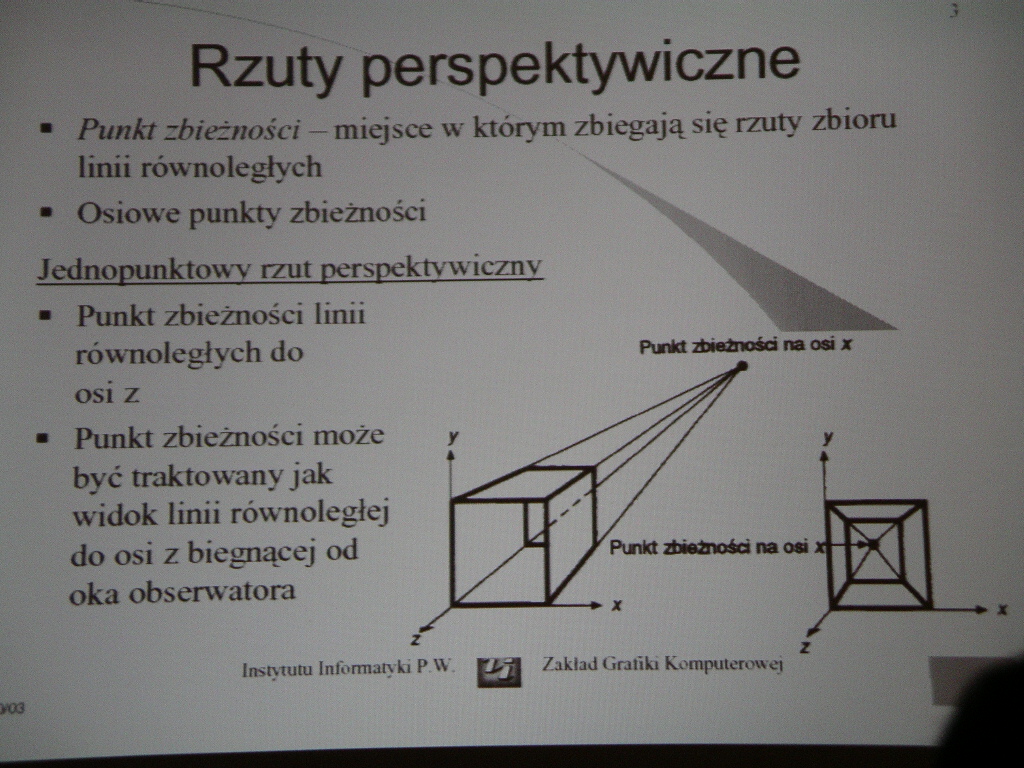 3
Rzuty perspektywiczne
▪ Punkt zbieżności – miejsce w którym zbiegają się rzuty zbioru
linii równoległych
▪ Osiowe punkty zbieżności
Jednopunktowy rzut perspektywiczny
▪ Punkt zbieżności linii
równoległych do
osi z
▪ Punkt zbieżności może
być traktowany jak
widok linii równoległej
do osi z biegnącej od
oka obserwatora
Punkt zbieżności na osi x
y
x
z
Punkt zbieżności na osi x
y
x
z
Instytutu Informatyki P.W.
Zakład Grafiki Komputerowej
/03